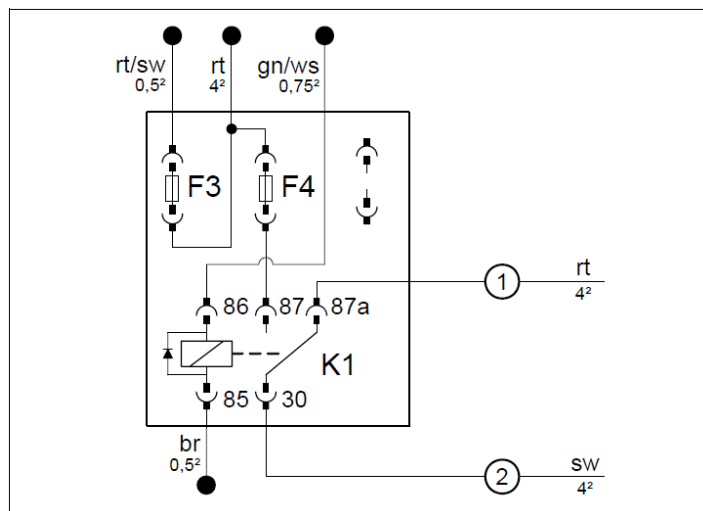 rt/sw
0,5²
rt
4²
gn/ws
0,75²
F3
F4
1
rt
4²
86
87
87a
K1
85
30
br
0,5²
2
sw
4²